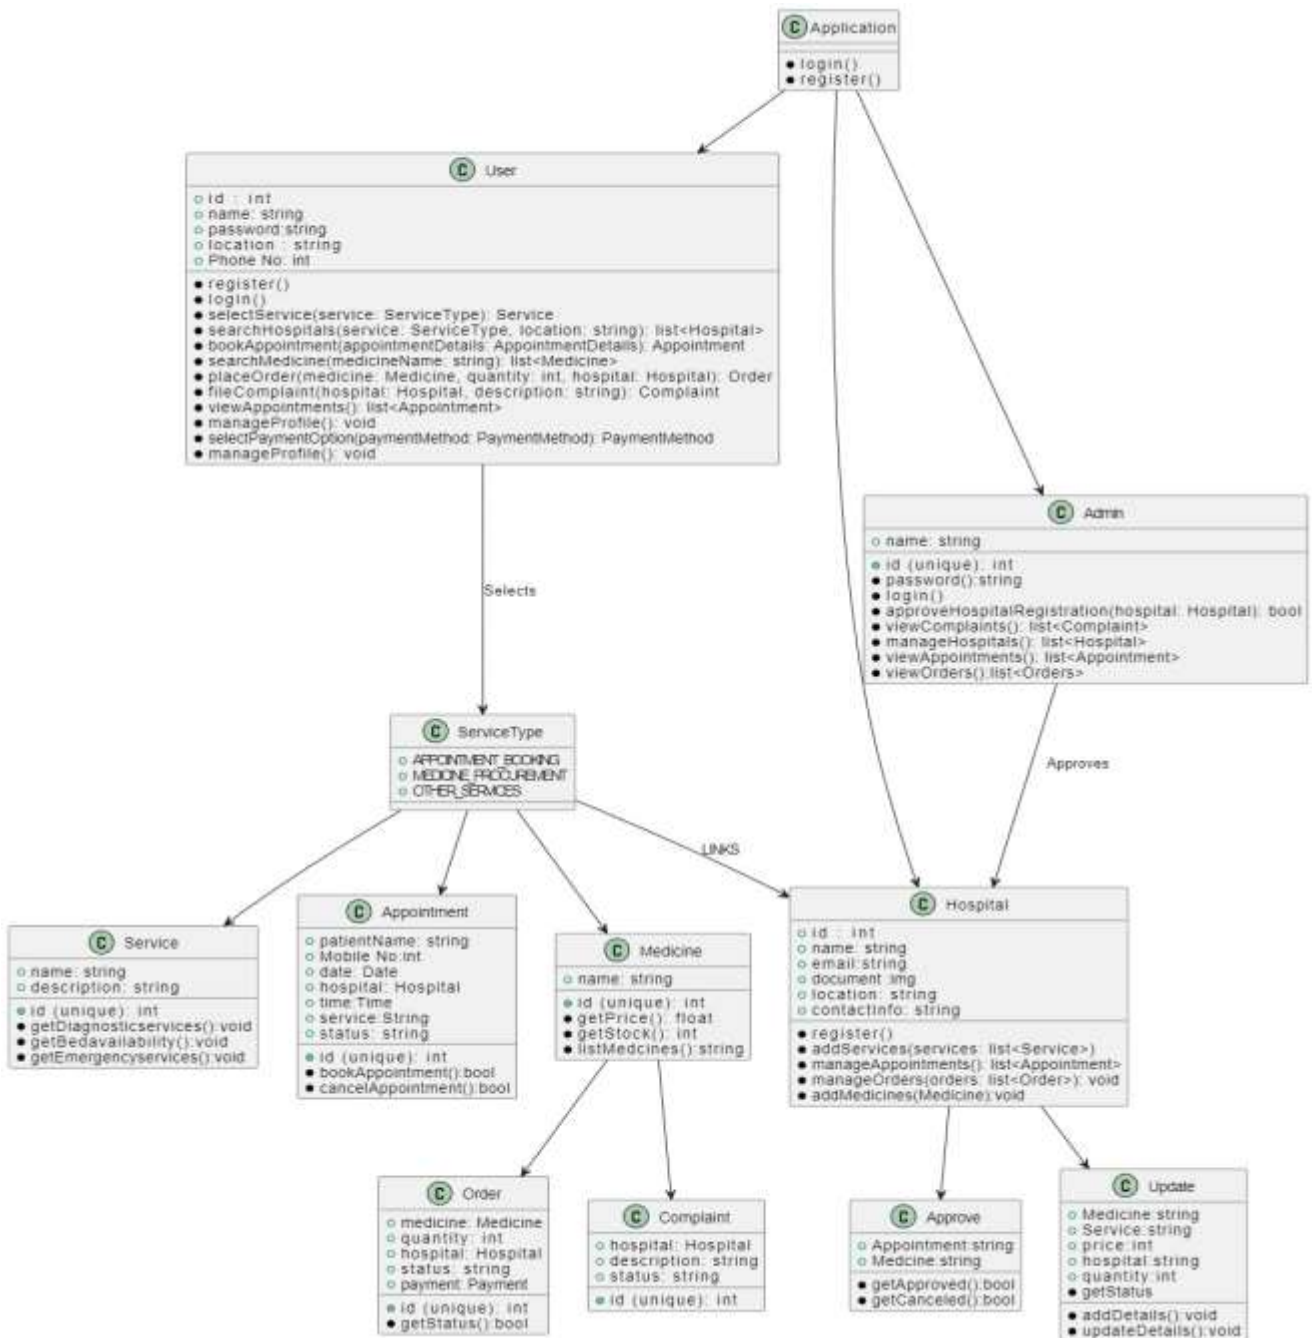 C Application
login()
register()
C User
id : int
name: string
password:string
location : string
Phone No: int
register()
login()
selectService(service: ServiceType): Service
searchHospitals(service: ServiceType, location: string): list<Hospital>
bookAppointment(appointmentDetails: AppointmentDetails): Appointment
searchMedicine(medicineName: string): list<Medicine>
placeOrder(medicine: Medicine, quantity: int, hospital: Hospital): Order
fileComplaint(hospital: Hospital, description: string): Complaint
viewAppointments(): list<Appointment>
manageProfile(): void
selectPaymentOption(paymentMethod: PaymentMethod): PaymentMethod
manageProfile(): void
C Admin
name: string
id (unique): int
password():string
login()
approveHospitalRegistration(hospital: Hospital): bool
viewComplaints(): list<Complaint>
manageHospitals(): list<Hospital>
viewAppointments(): list<Appointment>
viewOrders():list<Orders>
Selects
Approves
C ServiceType
APPOINTMENT_BOOKING
MEDICINE_PROCUREMENT
OTHER_SERVICES
LINKS
C Service
name: string
description: string
id (unique): int
getDiagnosticservices():void
getBedavailability():void
getEmergencyservices():void
C Appointment
patientName: string
Mobile No:int
date: Date
hospital: Hospital
time:Time
service:String
status: string
id (unique): int
bookAppointment():bool
cancelAppointment():bool
C Medicine
name: string
id (unique): int
getPrice(): float
getStock(): int
listMedcines():string
C Hospital
id : int
name: string
email:string
document:img
location: string
contactInfo: string
register()
addServices(services: list<Service>)
manageAppointments(): list<Appointment>
manageOrders(orders: list<Order>): void
addMedicines(Medicine):void
C Order
medicine: Medicine
quantity: int
hospital: Hospital
status: string
payment: Payment
id (unique): int
getStatus():bool
C Complaint
hospital: Hospital
description: string
status: string
id (unique): int
C Approve
Appointment:string
Medcine:string
getApproved():bool
getCanceled():bool
C Update
Medicine:string
Service:string
price:int
hospital:string
quantity:int
getStatus
addDetails():void
updateDetails():void